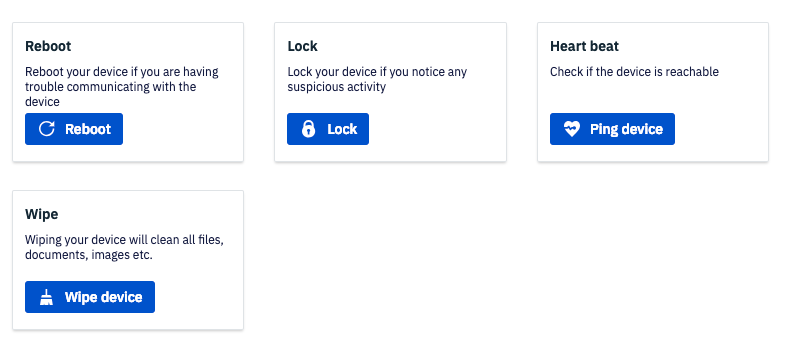 Reboot
Reboot your device if you are having
trouble communicating with the
device
Reboot
Lock
Lock your device if you notice any
suspicious activity
Lock
Heart beat
Check if the device is reachable
Ping device
Wipe
Wiping your device will clean all files,
documents, images etc.
Wipe device